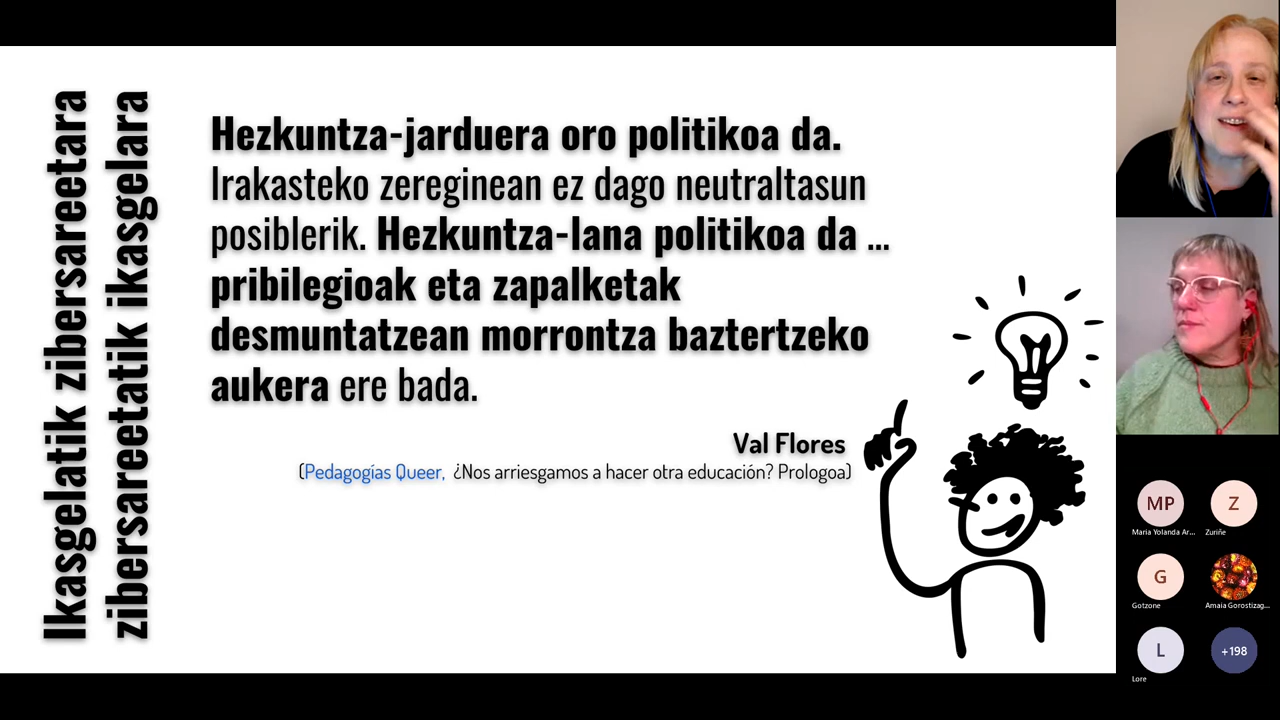 Ikasgelatik zibersareetara
zibersareetatik ikasgelara
Hezkuntza-jarduera oro politikoa da.
Irakasteko zereginean ez dago neutraltasun
posiblerik. Hezkuntza-lana politikoa da ...
pribilegioak eta zapalketak
desmuntatzean morrontza baztertzeko
aukera ere bada.
Val Flores
(Pedagogías Queer, ¿Nos arriesgamos a hacer otra educación? Prologoa)
MP
Z
Maria Yolanda Ar...
Zuriñe
G
Gotzone
Amaia Gorostizag...
L
+198
Lore